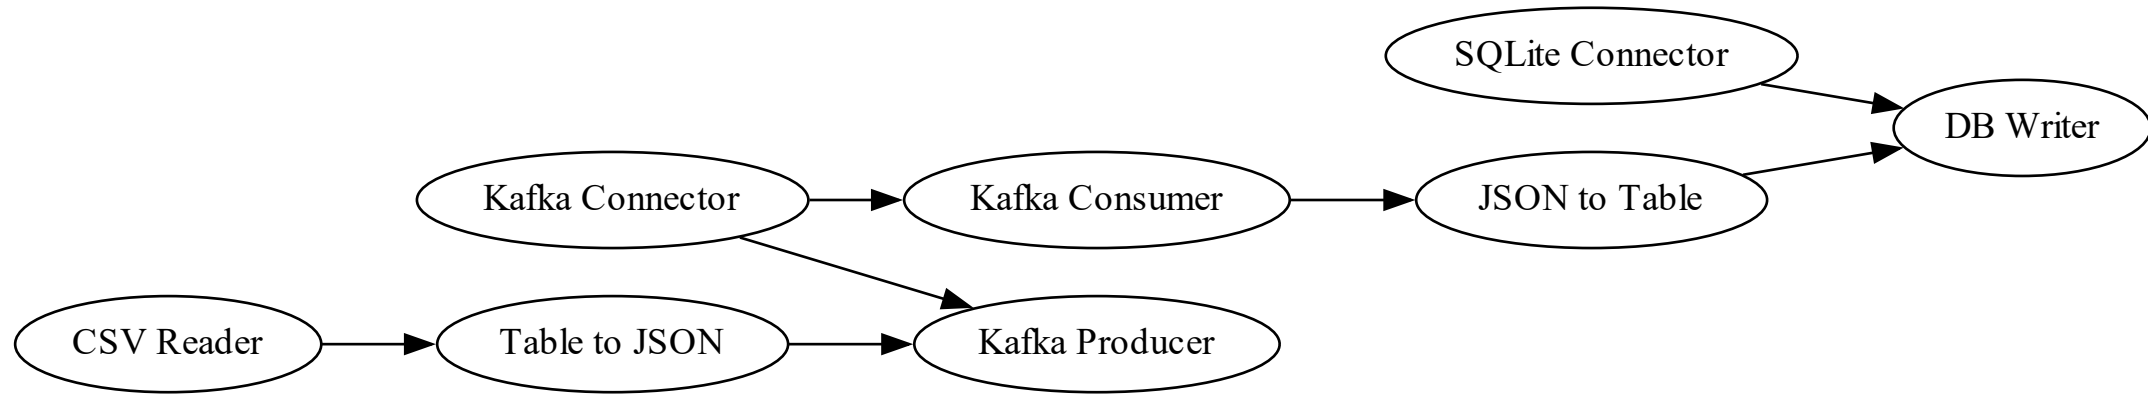 SQLite Connector
DB Writer
Kafka Connector
Kafka Consumer
JSON to Table
CSV Reader
Table to JSON
Kafka Producer